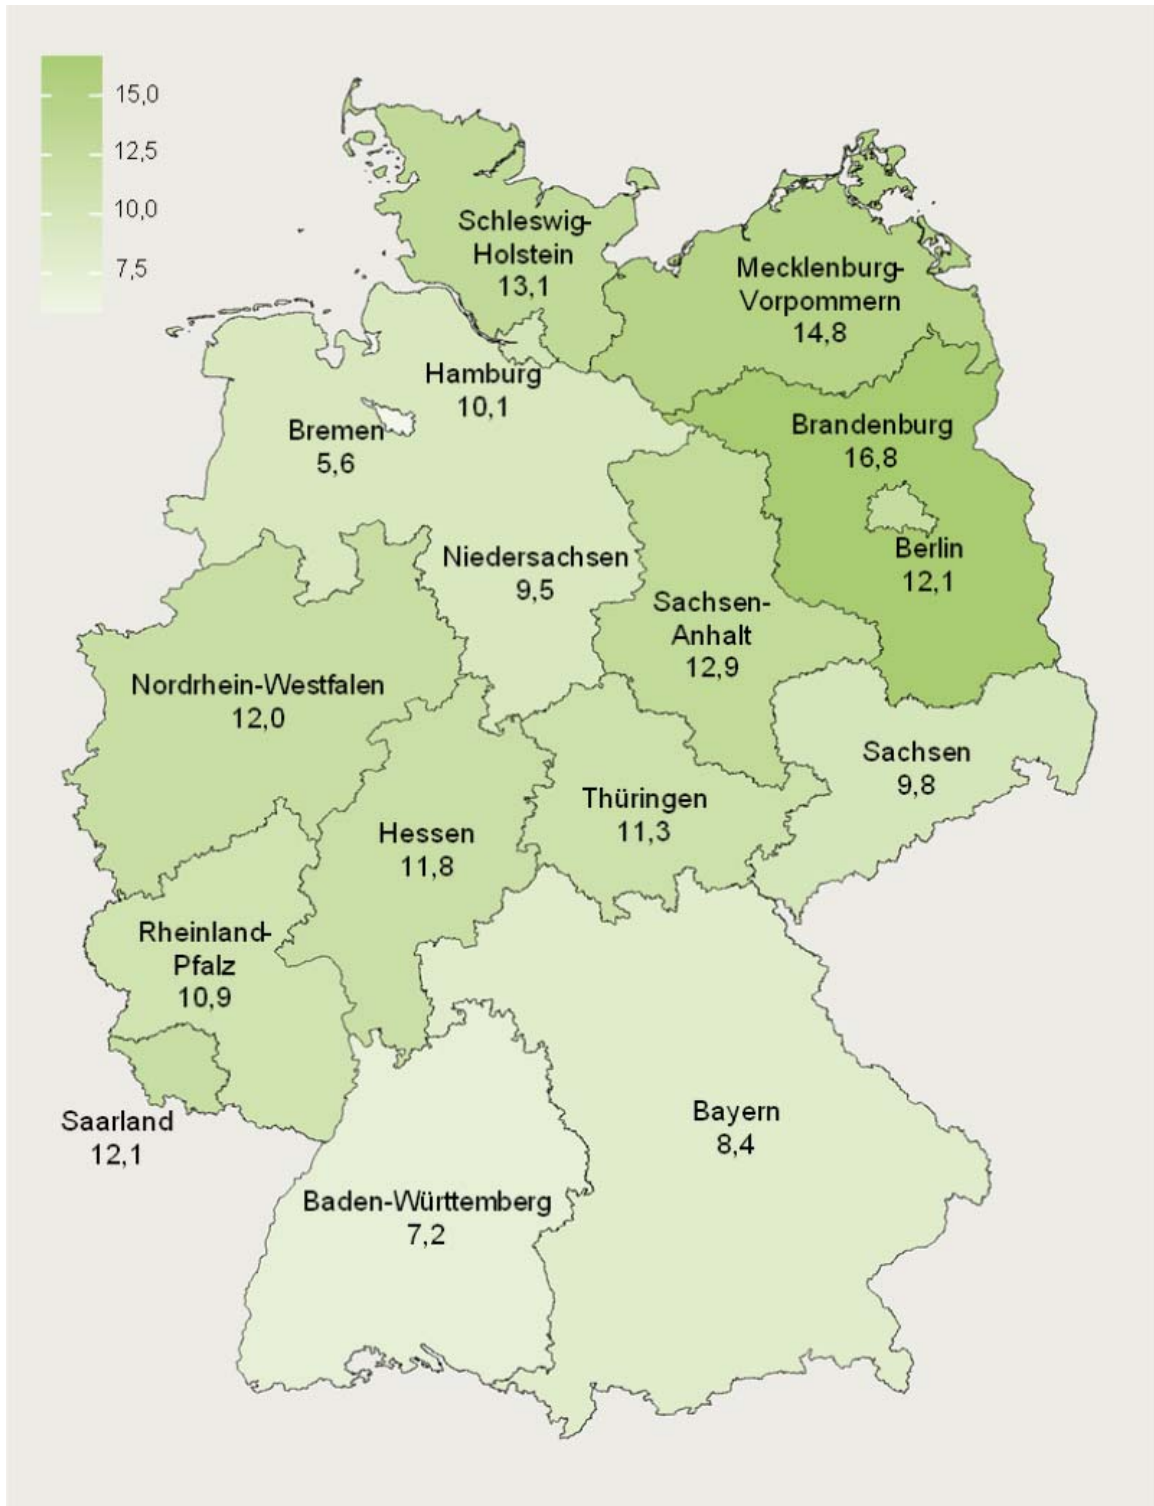 15,0
12,5
10,0
7,5
Schleswig-
Holstein
13,1
Mecklenburg-
Vorpommern
14,8
Hamburg
10,1
Bremen
5,6
Brandenburg
16,8
Berlin
12,1
Niedersachsen
9,5
Sachsen-
Anhalt
12,9
Nordrhein-Westfalen
12,0
Sachsen
9,8
Thüringen
11,3
Hessen
11,8
Rheinland-
Pfalz
10,9
Saarland
12,1
Bayern
8,4
Baden-Württemberg
7,2